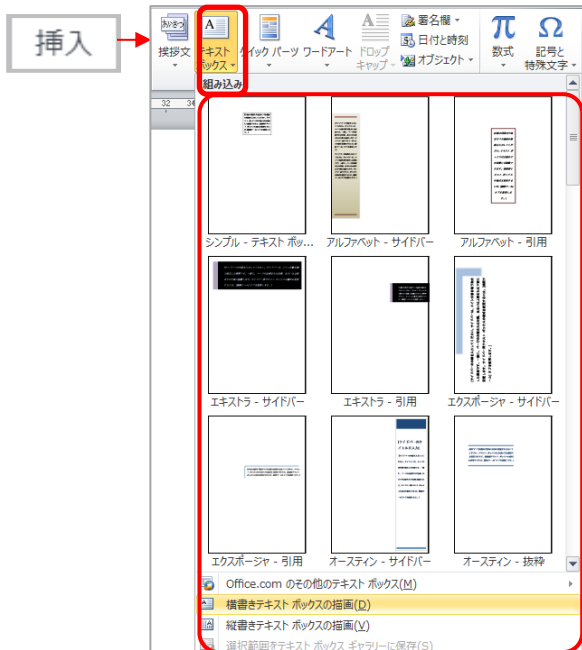 挿入
あいさつ
挨拶文
テキスト
ボックス
クイック パーツ
ワードアート
ドロップ
キャップ
署名欄
日付と時刻
オブジェクト
数式
記号と
特殊文字
組み込み
32 34
シンプル - テキスト ボッ...
アルファベット - サイドバー
アルファベット - 引用
エキストラ - サイドバー
エキストラ - 引用
エクスポージャ - サイドバー
エクスポージャ - 引用
オースティン - サイドバー
オースティン - 抜粋
Office.com のその他のテキスト ボックス(M)
横書きテキスト ボックスの描画(D)
縦書きテキスト ボックスの描画(V)
選択範囲をテキスト ボックス ギャラリーに保存(S)